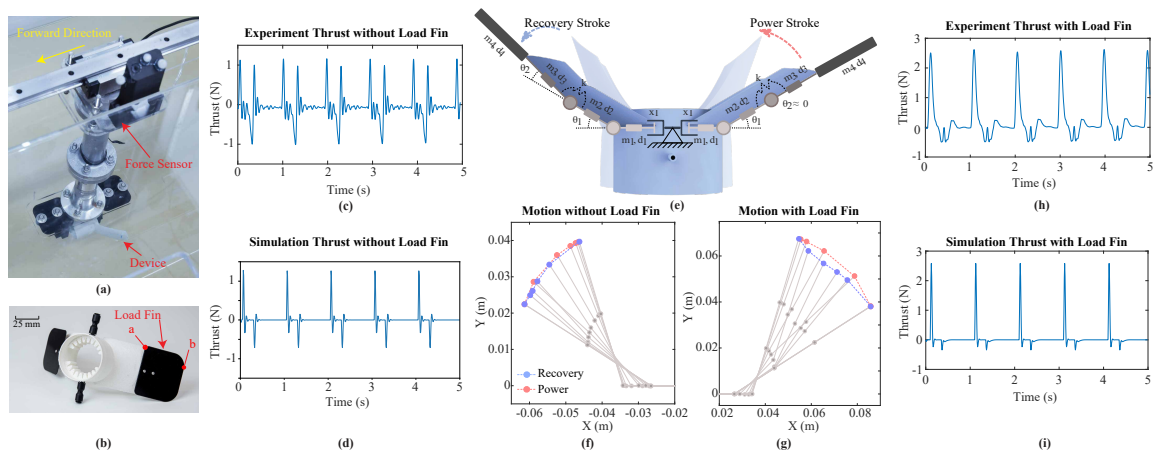 Forward Direction
Force Sensor
Device
(a)
25 mm
Load Fin
a
b
(b)
Experiment Thrust without Load Fin
Thrust (N)
1
0
-1
0 1 2 3 4 5
Time (s)
(c)
Simulation Thrust without Load Fin
Thrust (N)
1
0
-1
0 1 2 3 4 5
Time (s)
(d)
Recovery Stroke
Power Stroke
m4, d4
θ2
m3, d3
k
m2, d2
θ1
x1
m1, d1
x1
m1, d1
θ1
m2, d2
k
m3, d3
θ2 ≈ 0
m4, d4
(e)
Motion without Load Fin
Y (m)
0.04
0.03
0.02
0.01
0
Recovery
Power
-0.06 -0.05 -0.04 -0.03 -0.02
X (m)
(f)
Motion with Load Fin
Y (m)
0.06
0.04
0.02
0
0.02 0.04 0.06 0.08
X (m)
(g)
Experiment Thrust with Load Fin
Thrust (N)
3
2
1
0
-1
0 1 2 3 4 5
Time (s)
(h)
Simulation Thrust with Load Fin
Thrust (N)
3
2
1
0
-1
0 1 2 3 4 5
Time (s)
(i)